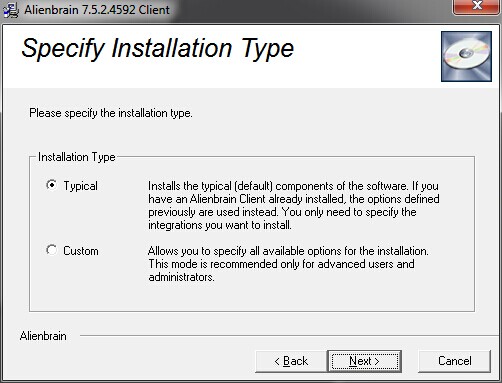 Alienbrain 7.5.2.4592 Client
Specify Installation Type
Please specify the installation type.
Installation Type
Typical
Installs the typical (default) components of the software. If you
have an Alienbrain Client already installed, the options defined
previously are used instead. You only need to specify the
integrations you want to install.
Custom
Allows you to specify all available options for the installation.
This mode is recommended only for advanced users and
administrators.
Alienbrain
< Back
Next >
Cancel